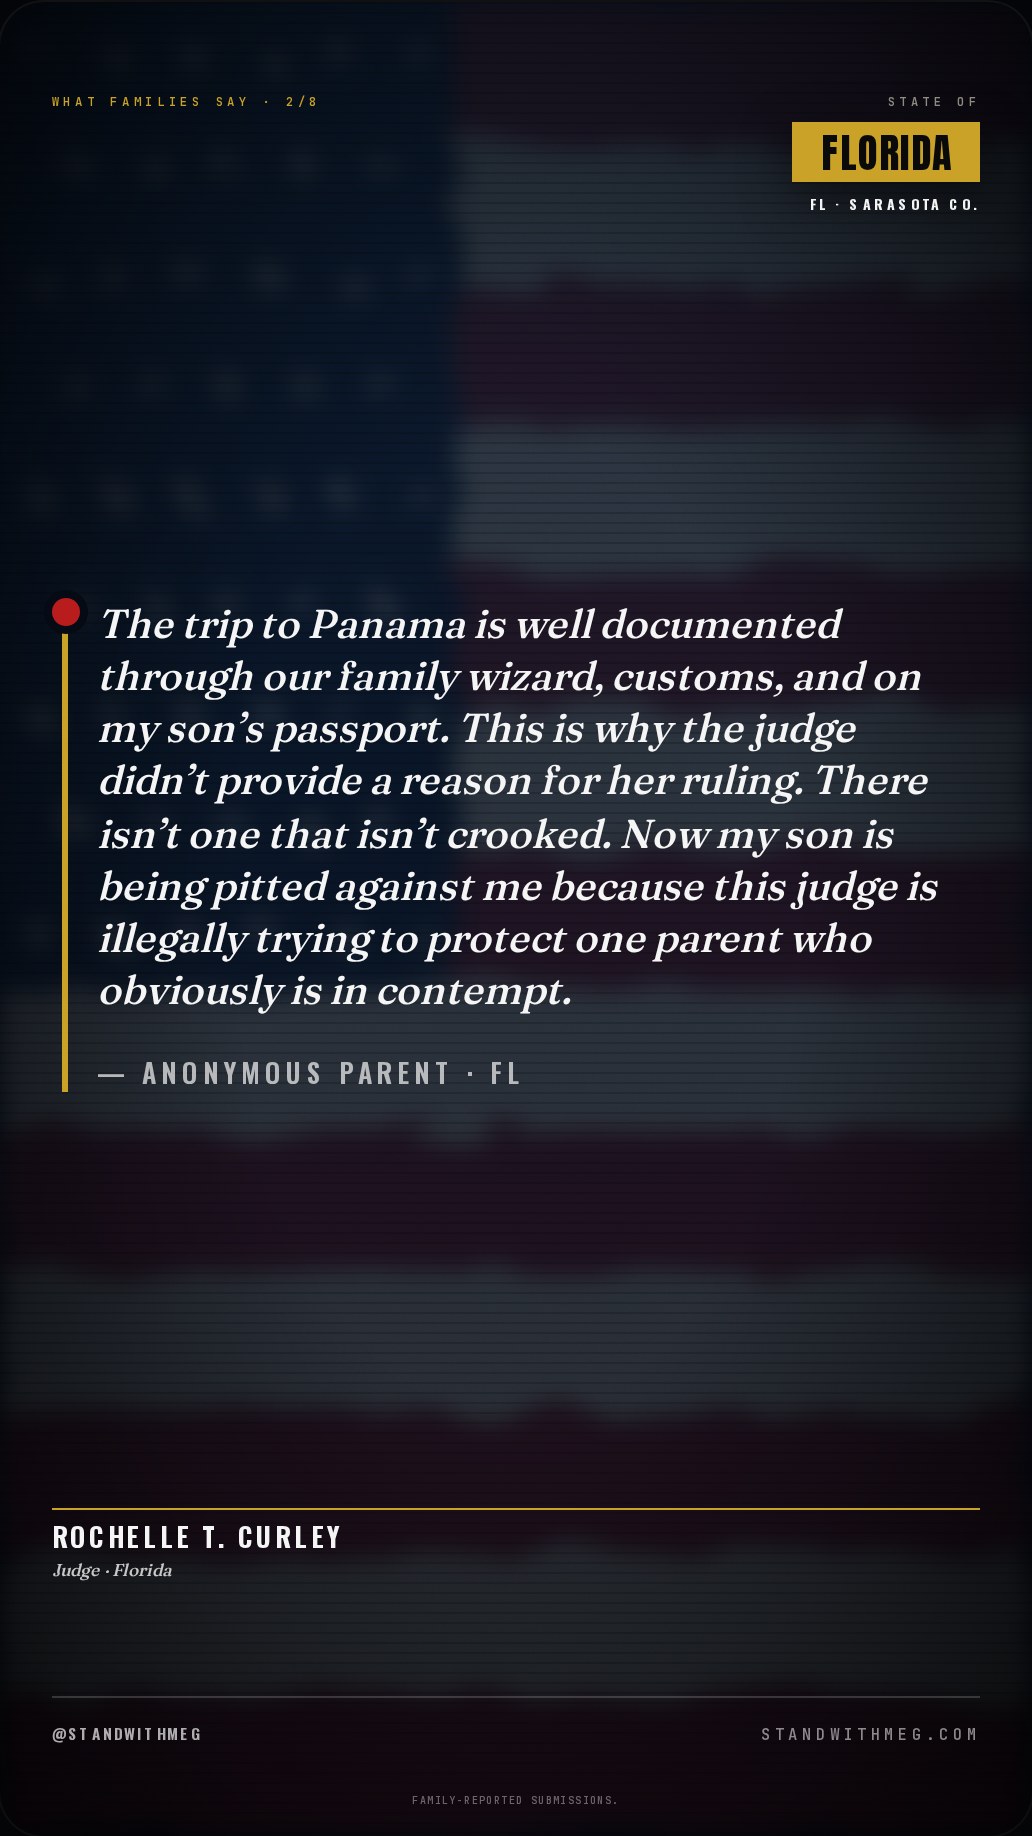 WHAT FAMILIES SAY · 2/8
STATE OF
FLORIDA
FL · SARASOTA CO.
The trip to Panama is well documented
through our family wizard, customs, and on
my son’s passport. This is why the judge
didn’t provide a reason for her ruling. There
isn’t one that isn’t crooked. Now my son is
being pitted against me because this judge is
illegally trying to protect one parent who
obviously is in contempt.
— ANONYMOUS PARENT · FL
ROCHELLE T. CURLEY
Judge · Florida
@STANDWITHMEG
STANDWITHMEG.COM
FAMILY-REPORTED SUBMISSIONS.